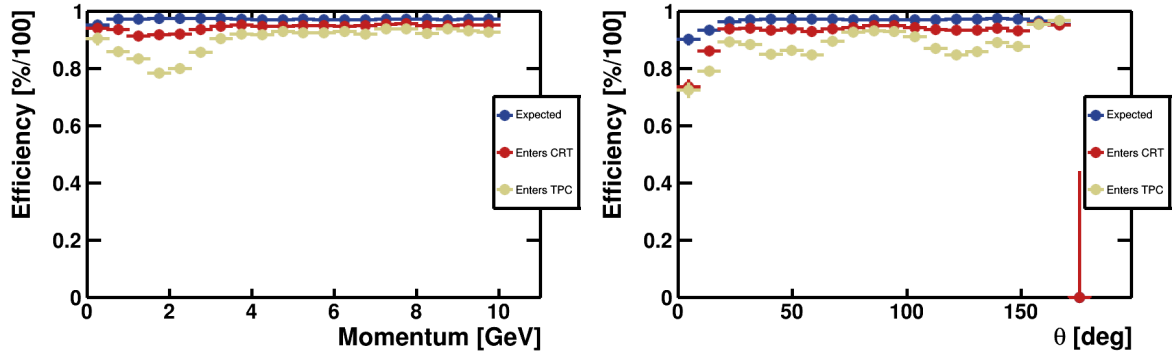 Efficiency [%/100]
1
0.8
0.6
0.4
0.2
0
0 2 4 6 8 10
Momentum [GeV]
Expected
Enters CRT
Enters TPC
Efficiency [%/100]
1
0.8
0.6
0.4
0.2
0
0 50 100 150
θ [deg]
Expected
Enters CRT
Enters TPC